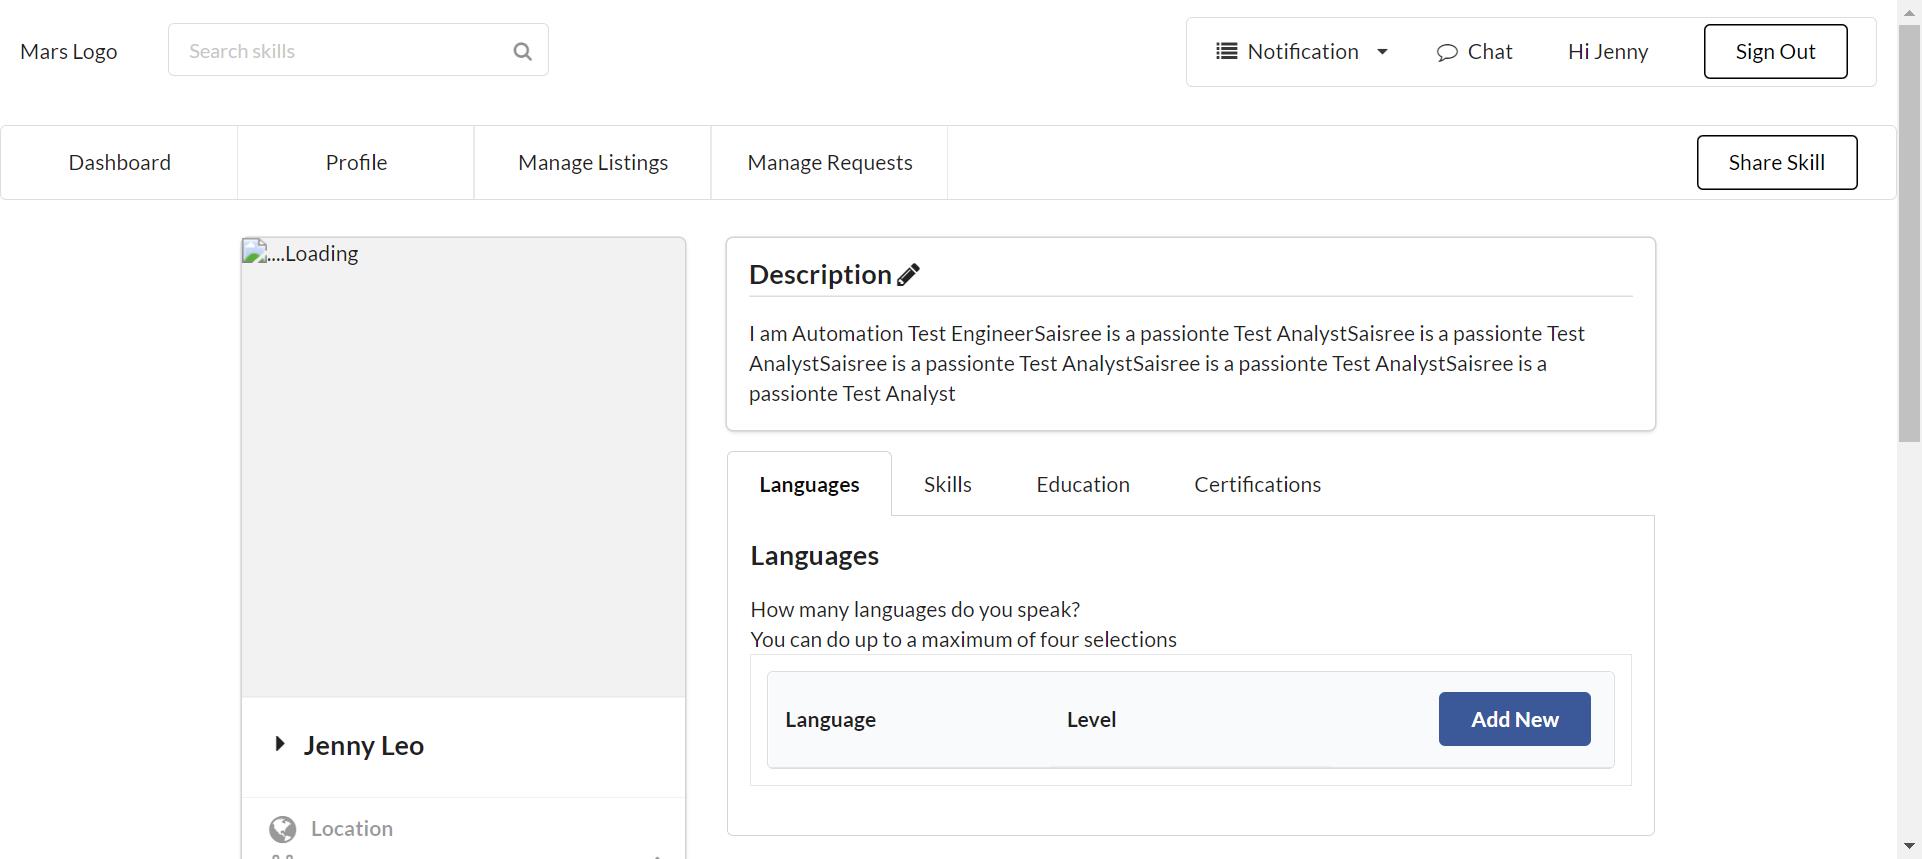 Mars Logo
Search skills
Notification
Chat
Hi Jenny
Sign Out
Dashboard
Profile
Manage Listings
Manage Requests
Share Skill
....Loading
Jenny Leo
Location
Description
I am Automation Test EngineerSaisree is a passionte Test AnalystSaisree is a passionte Test
AnalystSaisree is a passionte Test AnalystSaisree is a passionte Test AnalystSaisree is a
passionte Test Analyst
Languages
Skills
Education
Certifications
Languages
How many languages do you speak?
You can do up to a maximum of four selections
Language
Level
Add New